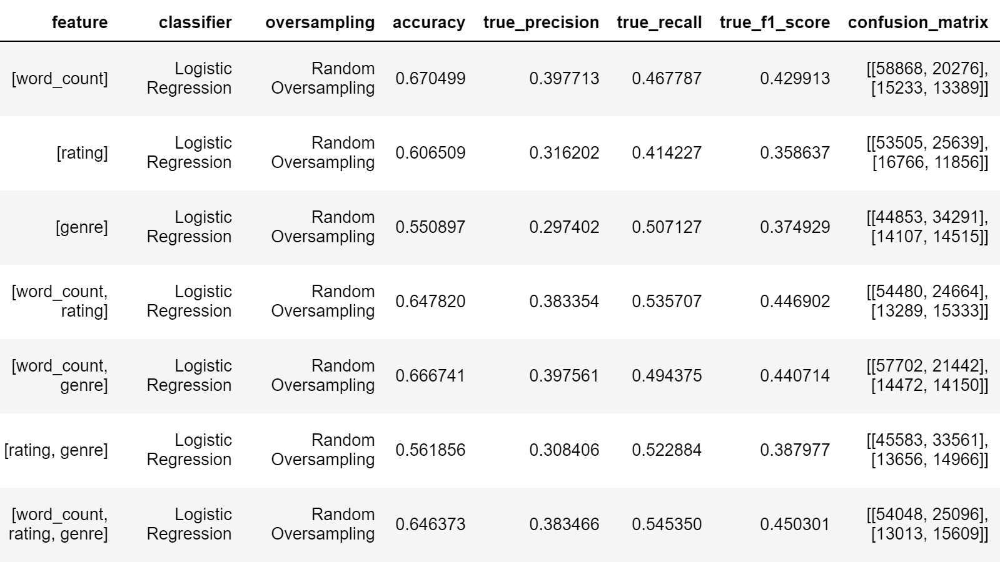 feature classifier oversampling accuracy true_precision true_recall true_f1_score confusion_matrix
[word_count] Logistic Regression Random Oversampling 0.670499 0.397713 0.467787 0.429913 [[58868, 20276], [15233, 13389]]
[rating] Logistic Regression Random Oversampling 0.606509 0.316202 0.414227 0.358637 [[53505, 25639], [16766, 11856]]
[genre] Logistic Regression Random Oversampling 0.550897 0.297402 0.507127 0.374929 [[44853, 34291], [14107, 14515]]
[word_count, rating] Logistic Regression Random Oversampling 0.647820 0.383354 0.535707 0.446902 [[54480, 24664], [13289, 15333]]
[word_count, genre] Logistic Regression Random Oversampling 0.666741 0.397561 0.494375 0.440714 [[57702, 21442], [14472, 14150]]
[rating, genre] Logistic Regression Random Oversampling 0.561856 0.308406 0.522884 0.387977 [[45583, 33561], [13656, 14966]]
[word_count, rating, genre] Logistic Regression Random Oversampling 0.646373 0.383466 0.545350 0.450301 [[54048, 25096], [13013, 15609]]